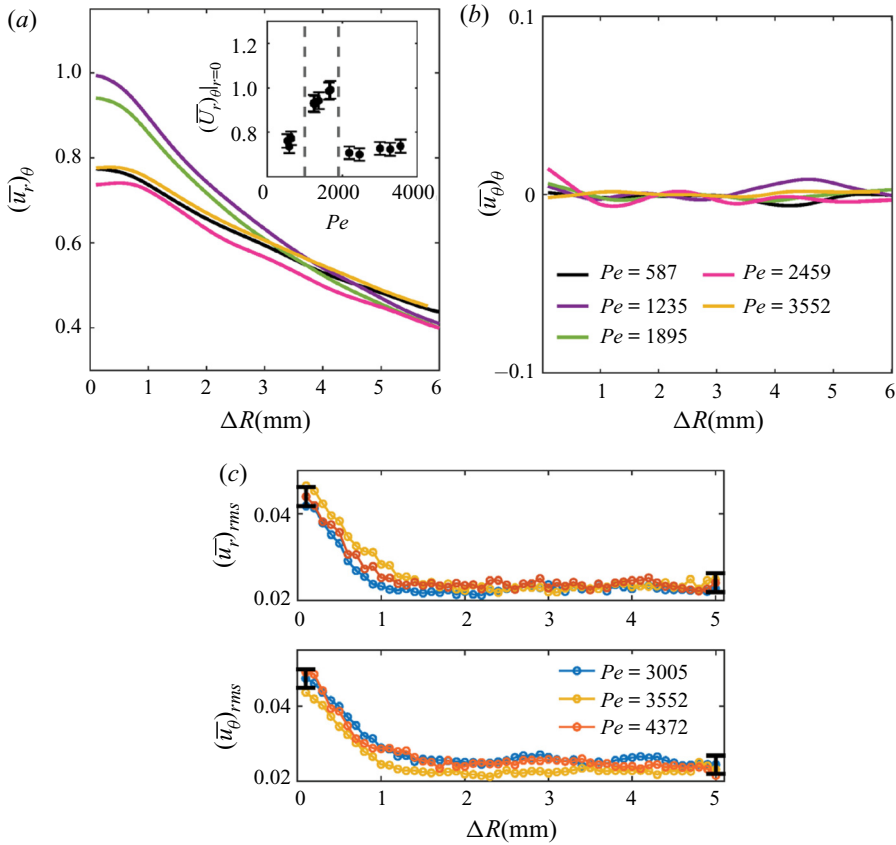 (a)
(u̅r)θ
1.0
0.8
0.6
0.4
0 1 2 3 4 5 6
ΔR(mm)
(U̅r)θ|r=0
1.2
1.0
0.8
0 2000 4000
Pe
(b)
(u̅θ)θ
0.1
0
−0.1
1 2 3 4 5 6
ΔR(mm)
Pe = 587
Pe = 1235
Pe = 1895
Pe = 2459
Pe = 3552
(c)
(u̅r)rms
0.04
0.02
0 1 2 3 4 5
(u̅θ)rms
0.04
0.02
0 1 2 3 4 5
Pe = 3005
Pe = 3552
Pe = 4372
ΔR(mm)